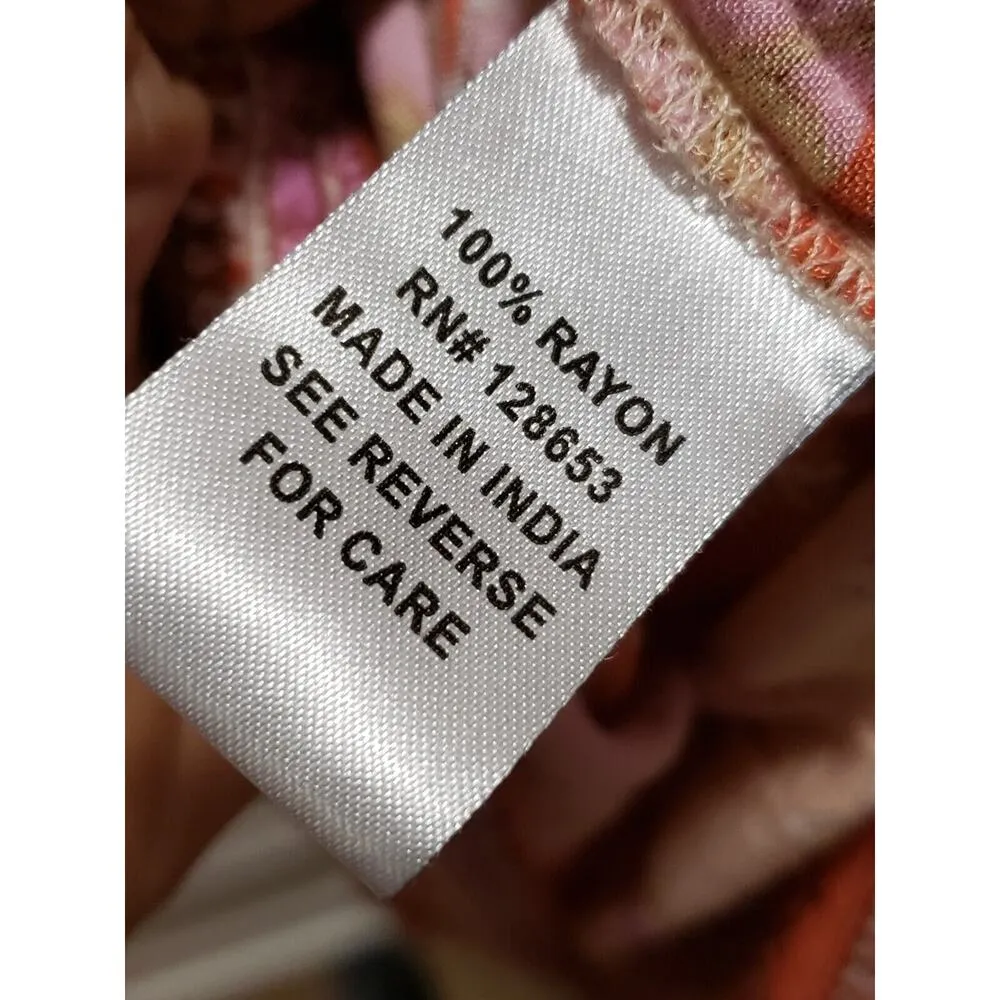 100% RAYON
RN# 128653
MADE IN INDIA
SEE REVERSE
FOR CARE